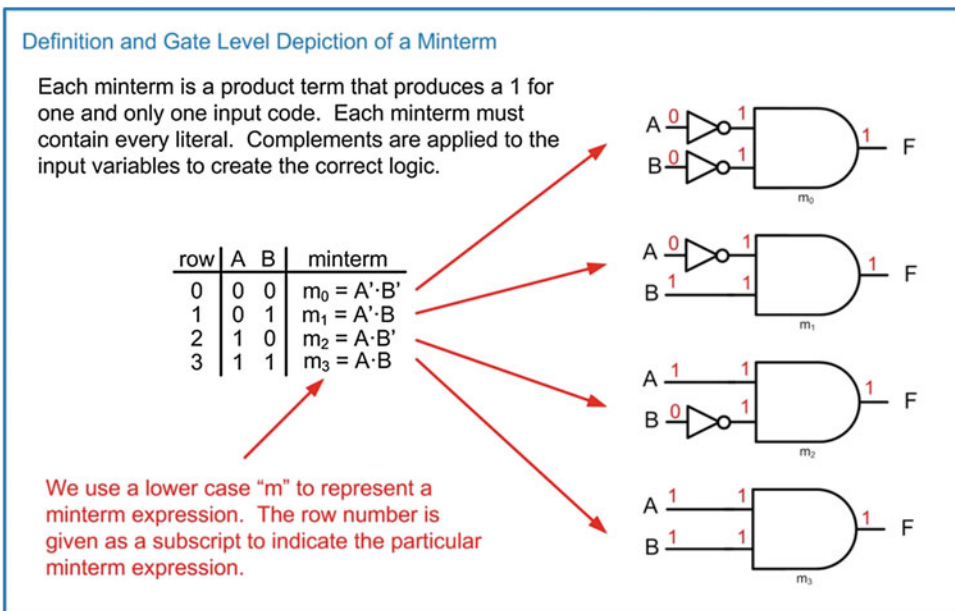 Definition and Gate Level Depiction of a Minterm
Each minterm is a product term that produces a 1 for
one and only one input code. Each minterm must
contain every literal. Complements are applied to the
input variables to create the correct logic.
row A B minterm
0 0 0 m₀ = A'·B'
1 0 1 m₁ = A'·B
2 1 0 m₂ = A·B'
3 1 1 m₃ = A·B
We use a lower case “m” to represent a
minterm expression. The row number is
given as a subscript to indicate the particular
minterm expression.
A 0 1
1 F
B 0 1
m₀
A 0 1
1 F
B 1 1
m₁
A 1 1
1 F
B 0 1
m₂
A 1 1
1 F
B 1 1
m₃